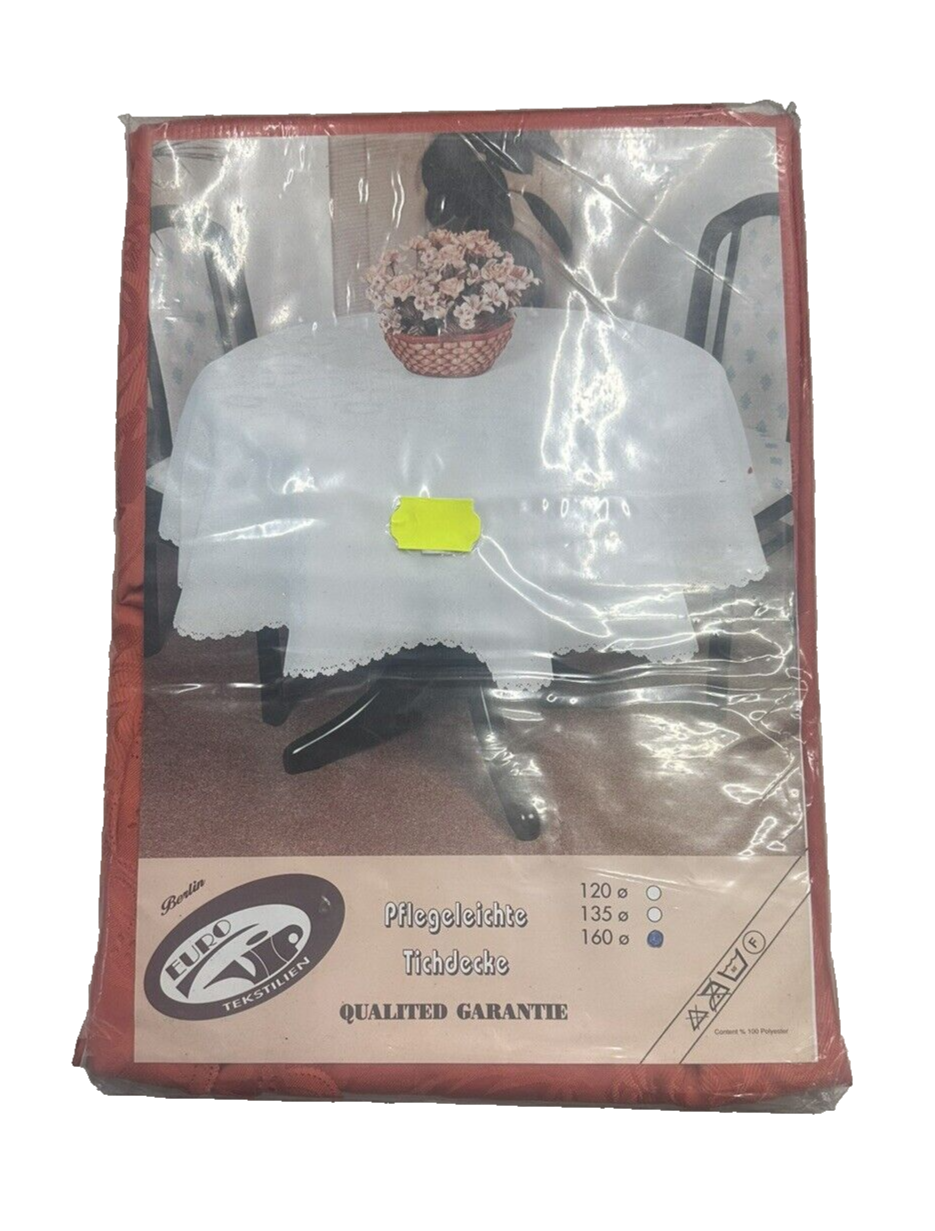 Berlin
EURO
TEKSTILIEN
Pflegeleichte
Tichdecke
QUALITED GARANTIE
120 ø
135 ø
160 ø
F
Content % 100 Polyester